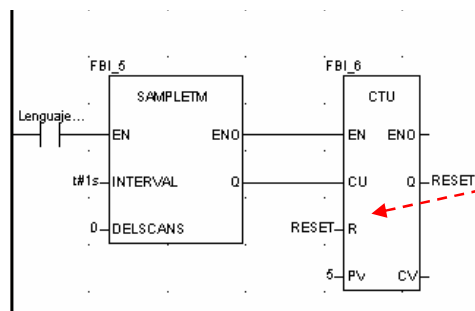 FBI_5 FBI_6
SAMPLETM CTU
Lenguaje...
EN ENO EN ENO
t#1s INTERVAL Q CU Q RESET
0 DELSCANS RESET R
5 PV CV